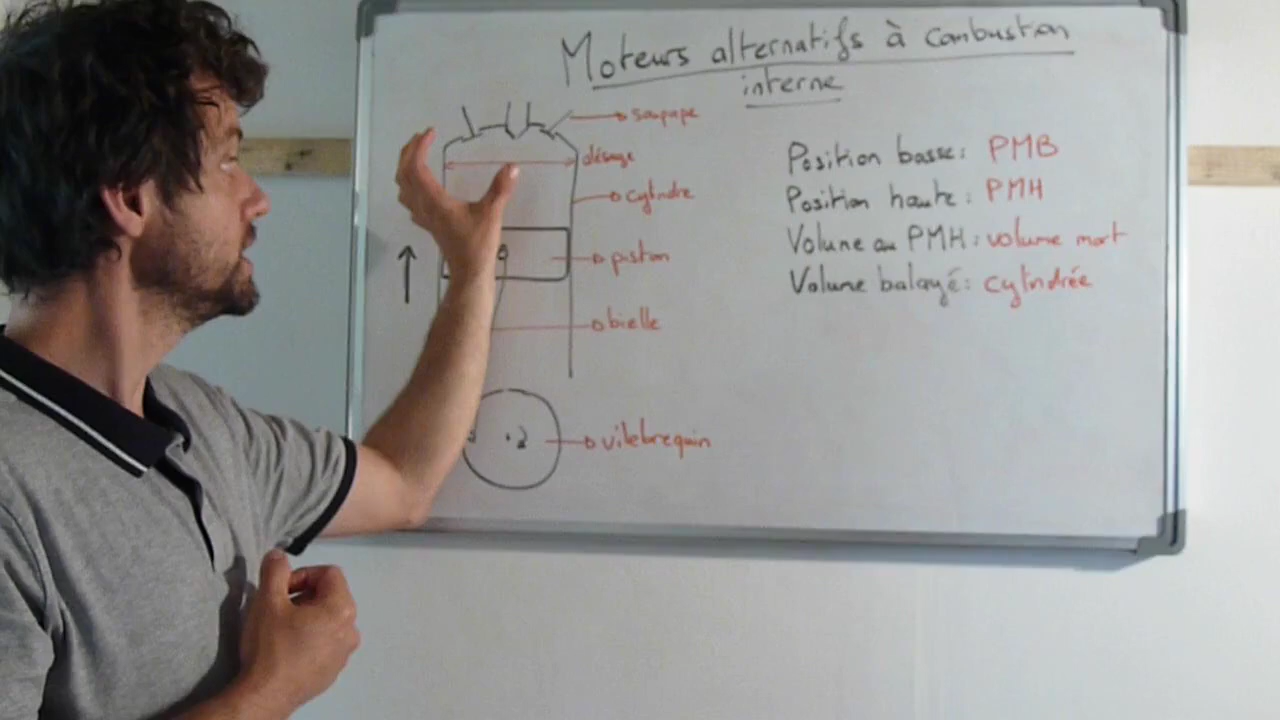 Moteurs alternatifs à combustion
interne
soupape
alésage
cylindre
piston
bielle
vilebrequin
Position basse: PMB
Position haute: PMH
Volume au PMH: volume mort
Volume balayé: cylindrée